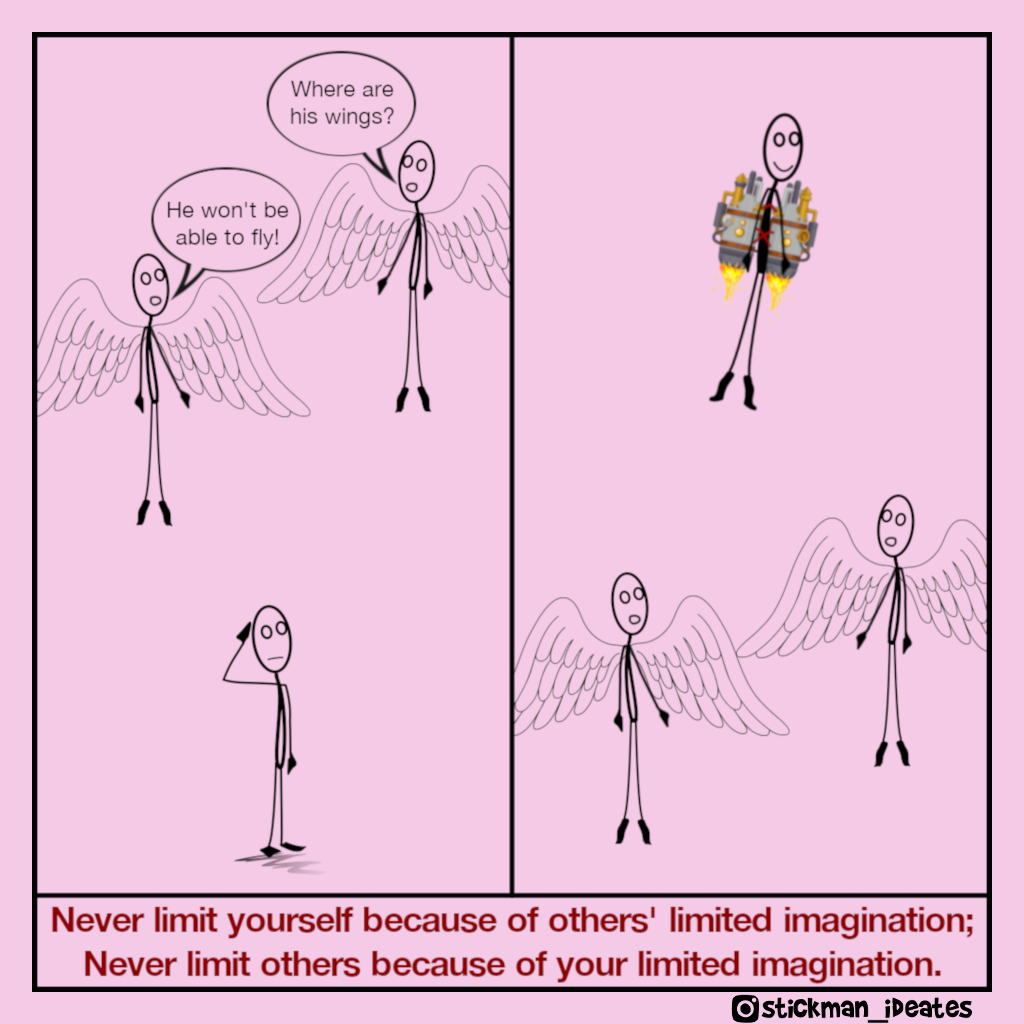 Where are
his wings?
He won't be
able to fly!
Never limit yourself because of others' limited imagination;
Never limit others because of your limited imagination.
stickman_iDeates